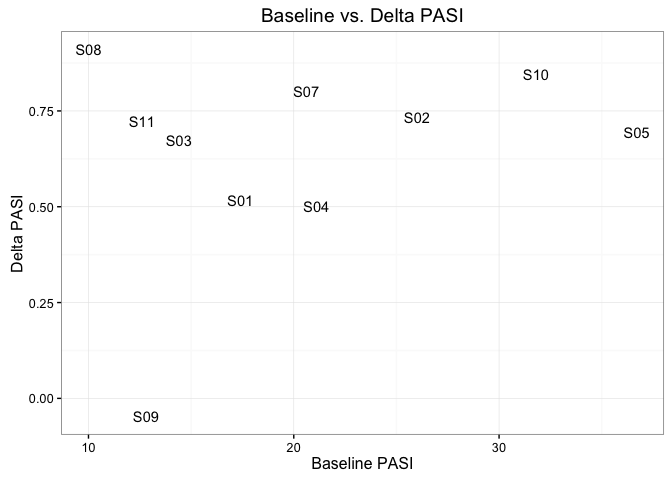 Baseline vs. Delta PASI
S08
S10
S07
0.75
S11
S02
S05
S03
S01
0.50
S04
Delta PASI
0.25
0.00
S09
10
20
30
Baseline PASI